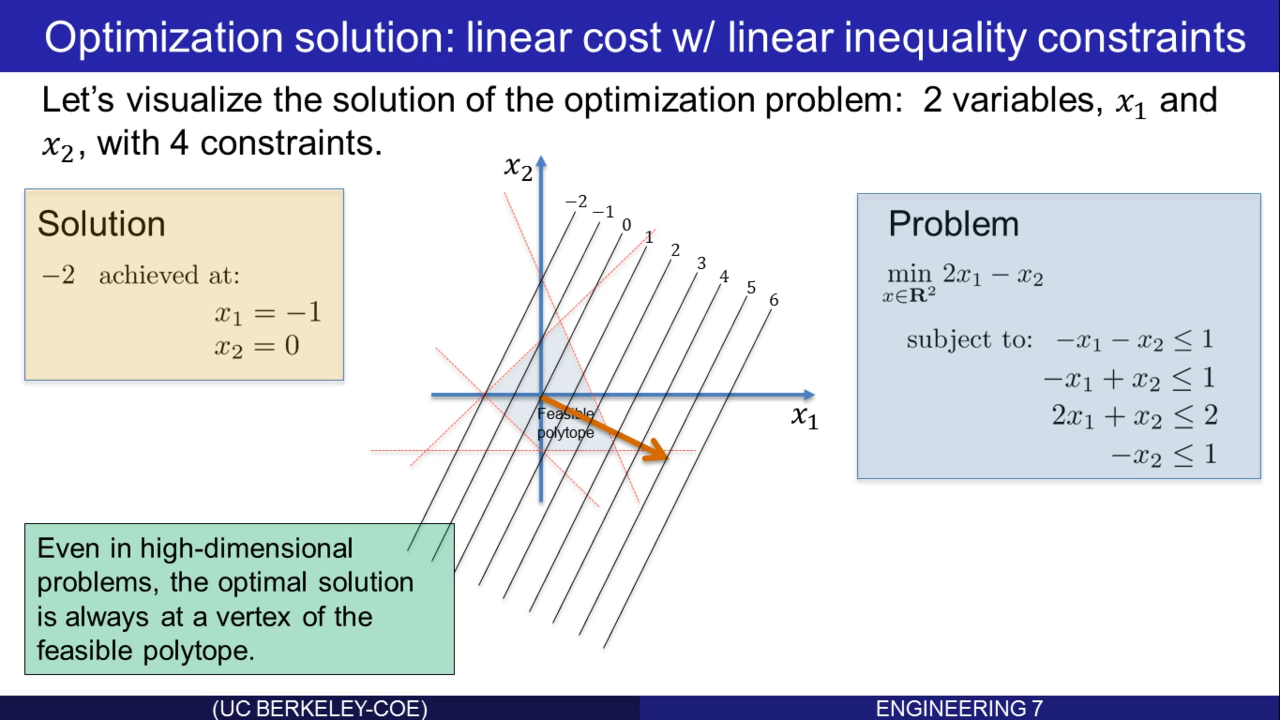 Optimization solution: linear cost w/ linear inequality constraints
Let's visualize the solution of the optimization problem: 2 variables, x₁ and
x₂, with 4 constraints.
Solution
−2 achieved at:
x₁ = −1
x₂ = 0
x₂
−2
−1
0
1
2
3
4
5
6
x₁
Feasible
polytope
Problem
min 2x₁ − x₂
x∈R²
subject to: −x₁ − x₂ ≤ 1
−x₁ + x₂ ≤ 1
2x₁ + x₂ ≤ 2
−x₂ ≤ 1
Even in high-dimensional
problems, the optimal solution
is always at a vertex of the
feasible polytope.
(UC BERKELEY-COE)
ENGINEERING 7